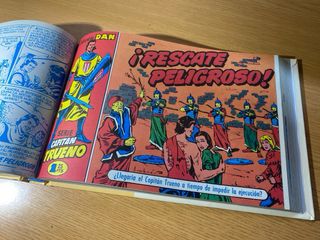 DAN
SERIE
CAPITÁN
TRUENO
¡RESCATE
PELIGROSO!
¿Llegaría el Capitán Trueno a tiempo de impedir la ejecución?